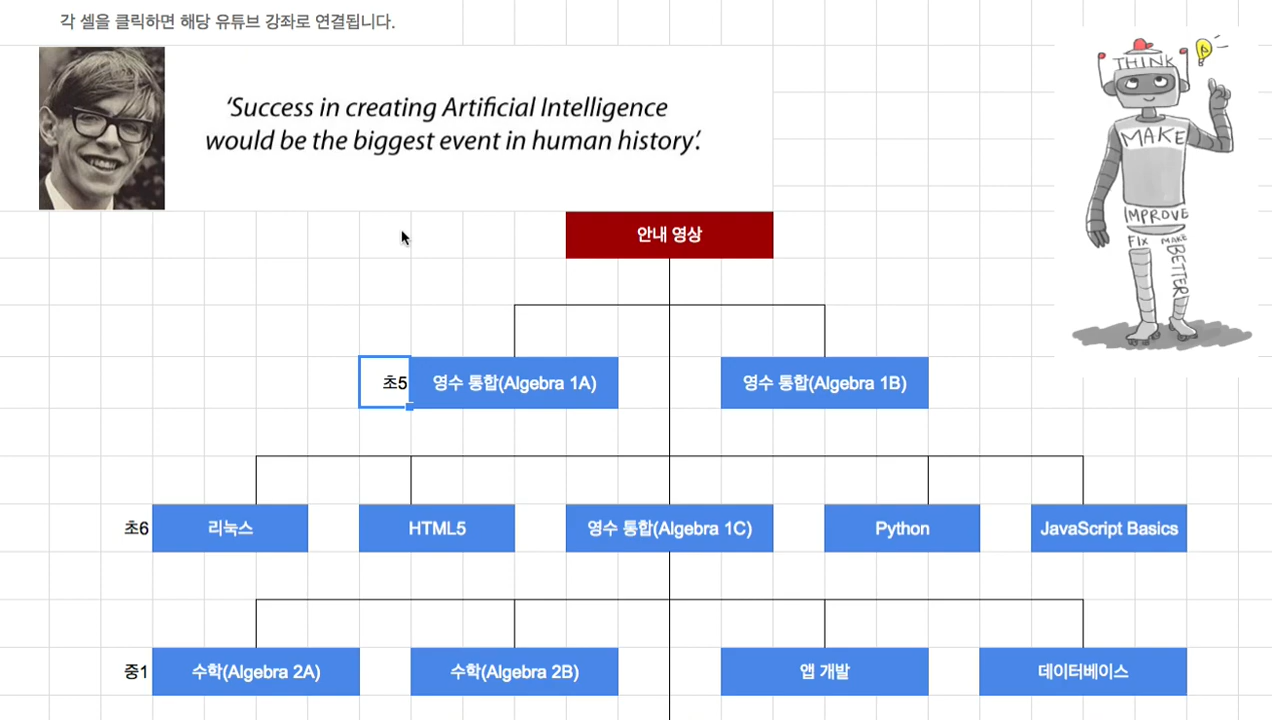 각 셀을 클릭하면 해당 유튜브 강좌로 연결됩니다.
‘Success in creating Artificial Intelligence
would be the biggest event in human history’.
THINK
MAKE
IMPROVE
FIX MAKE
BETTER
안내 영상
초5 영수 통합(Algebra 1A) 영수 통합(Algebra 1B)
초6 리눅스 HTML5 영수 통합(Algebra 1C) Python JavaScript Basics
중1 수학(Algebra 2A) 수학(Algebra 2B) 앱 개발 데이터베이스